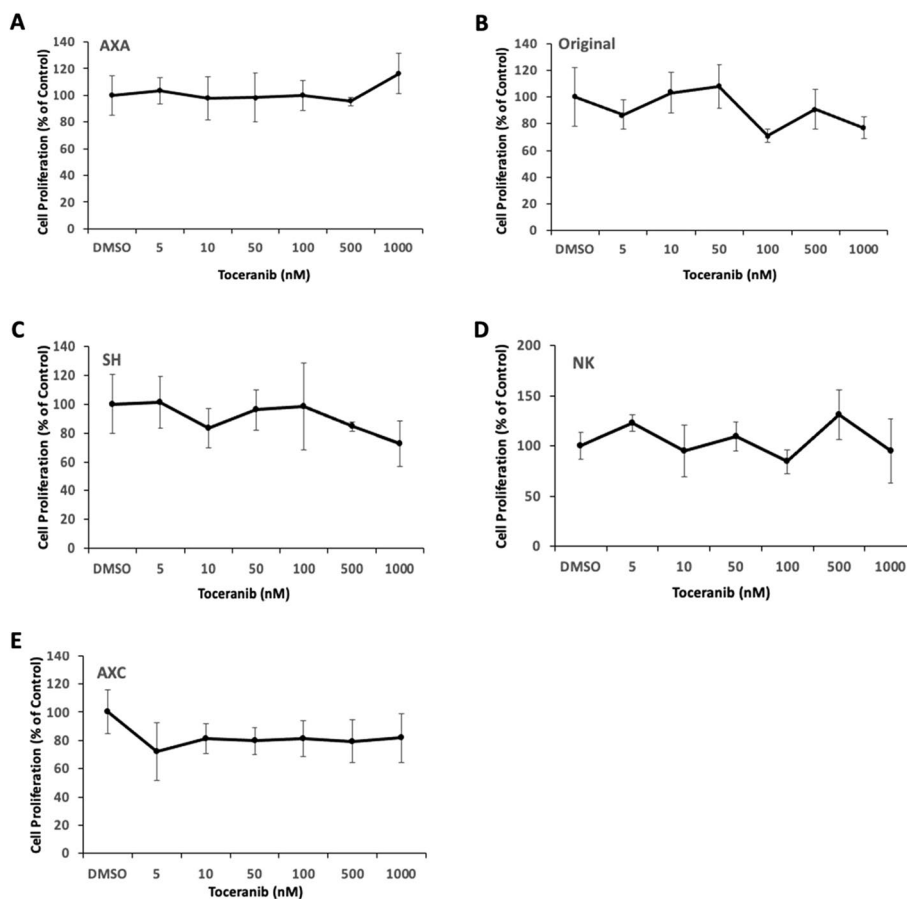 A
AXA
Cell Proliferation (% of Control)
140
120
100
80
60
40
20
0
DMSO 5 10 50 100 500 1000
Toceranib (nM)
B
Original
Cell Proliferation (% of Control)
140
120
100
80
60
40
20
0
DMSO 5 10 50 100 500 1000
Toceranib (nM)
C
SH
Cell Proliferation (% of Control)
140
120
100
80
60
40
20
0
DMSO 5 10 50 100 500 1000
Toceranib (nM)
D
NK
Cell Proliferation (% of Control)
200
150
100
50
0
DMSO 5 10 50 100 500 1000
Toceranib (nM)
E
AXC
Cell Proliferation (% of Control)
140
120
100
80
60
40
20
0
DMSO 5 10 50 100 500 1000
Toceranib (nM)